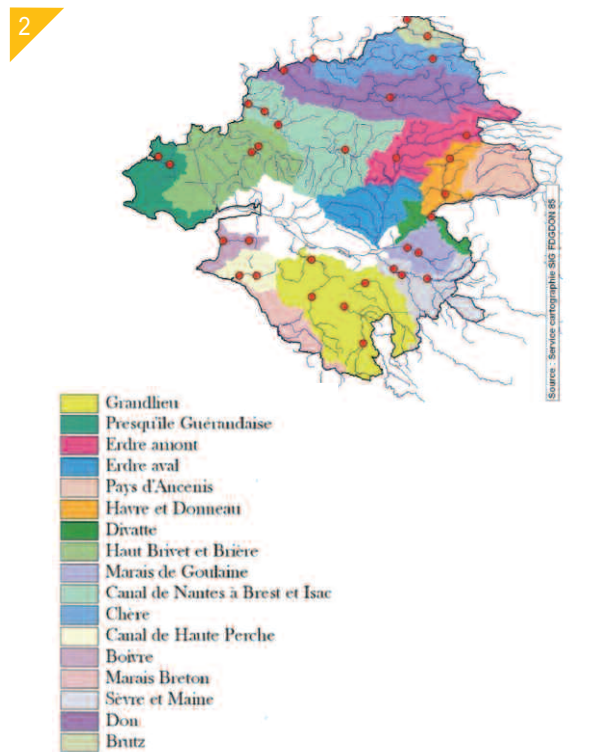 2
Source : Service cartographie SIG FDGDON 85
Grandlieu
Presqu'île Guérandaise
Erdre amont
Erdre aval
Pays d'Ancenis
Havre et Donneau
Divatte
Haut Brivet et Brière
Marais de Goulaine
Canal de Nantes à Brest et Isac
Chère
Canal de Haute Perche
Boivre
Marais Breton
Sèvre et Maine
Don
Brutz